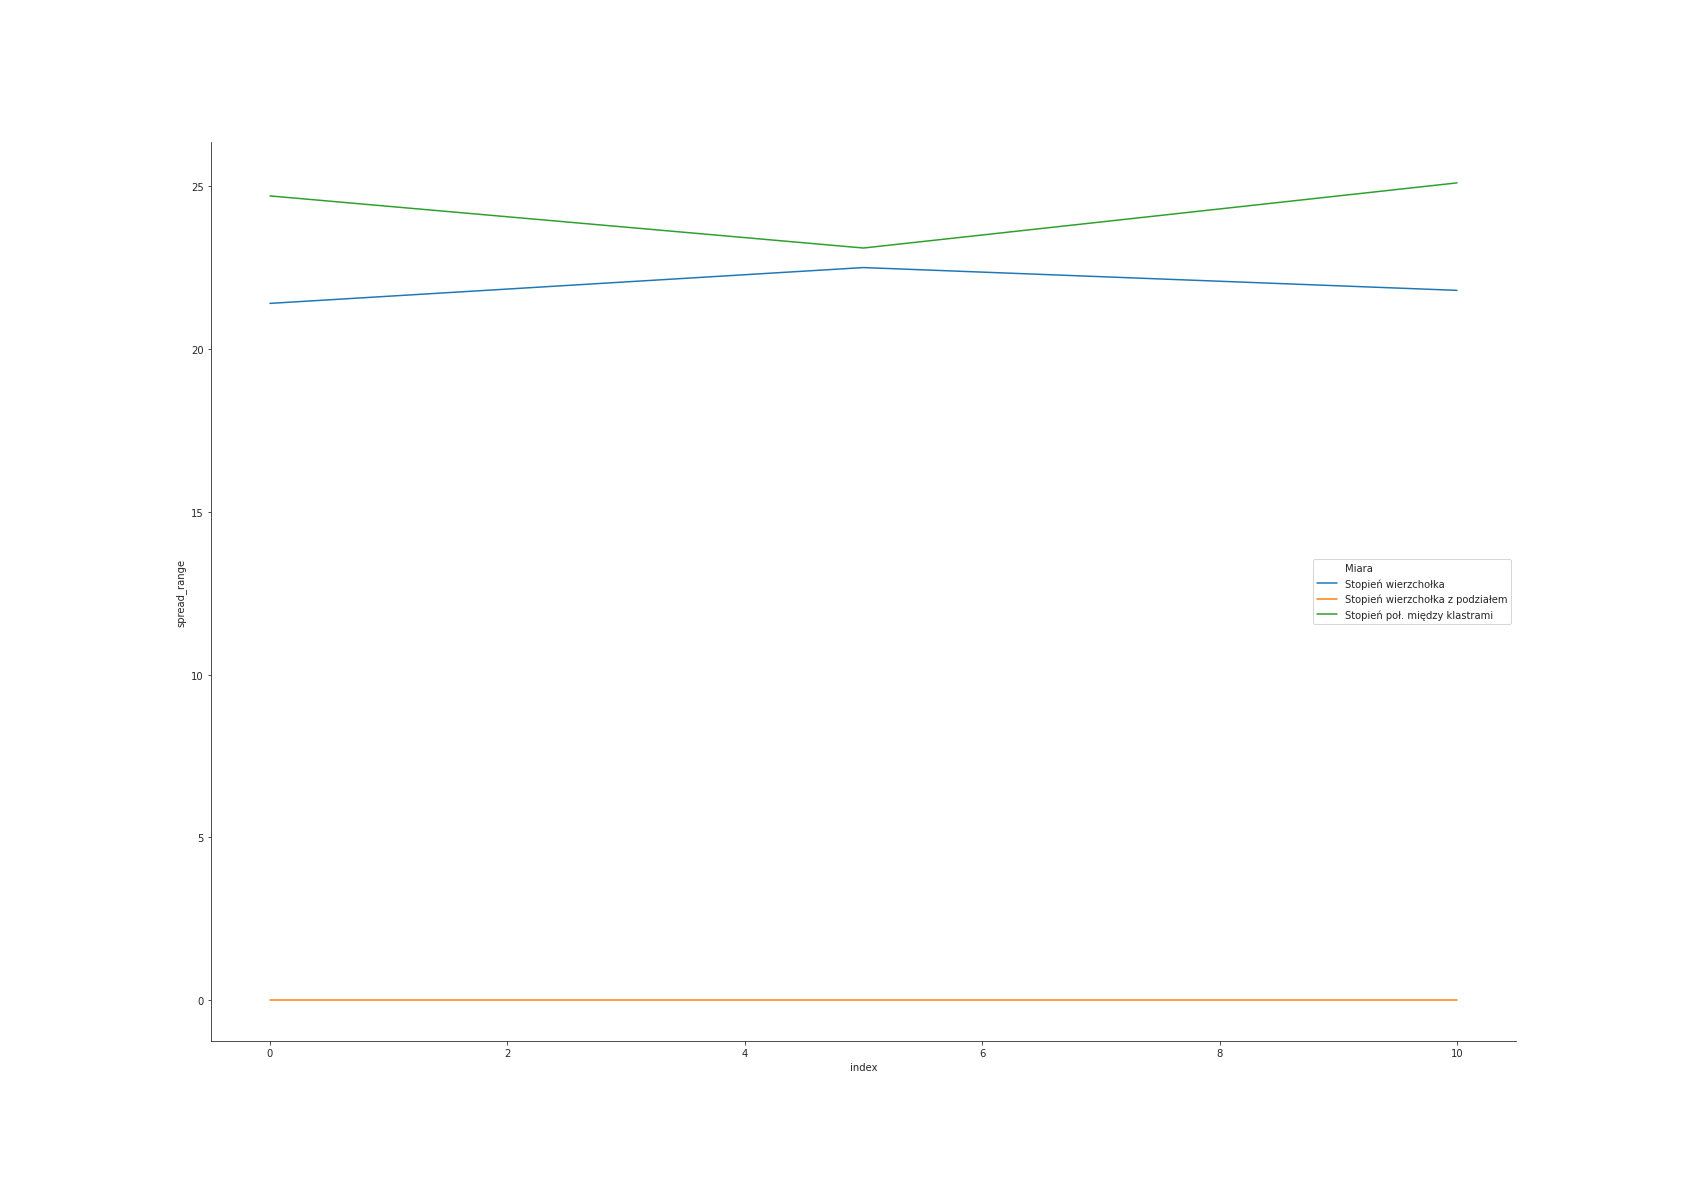 25
20
15
10
5
0
spread_range
0
2
4
6
8
10
index
Miara
Stopień wierzchołka
Stopień wierzchołka z podziałem
Stopień poł. między klastrami